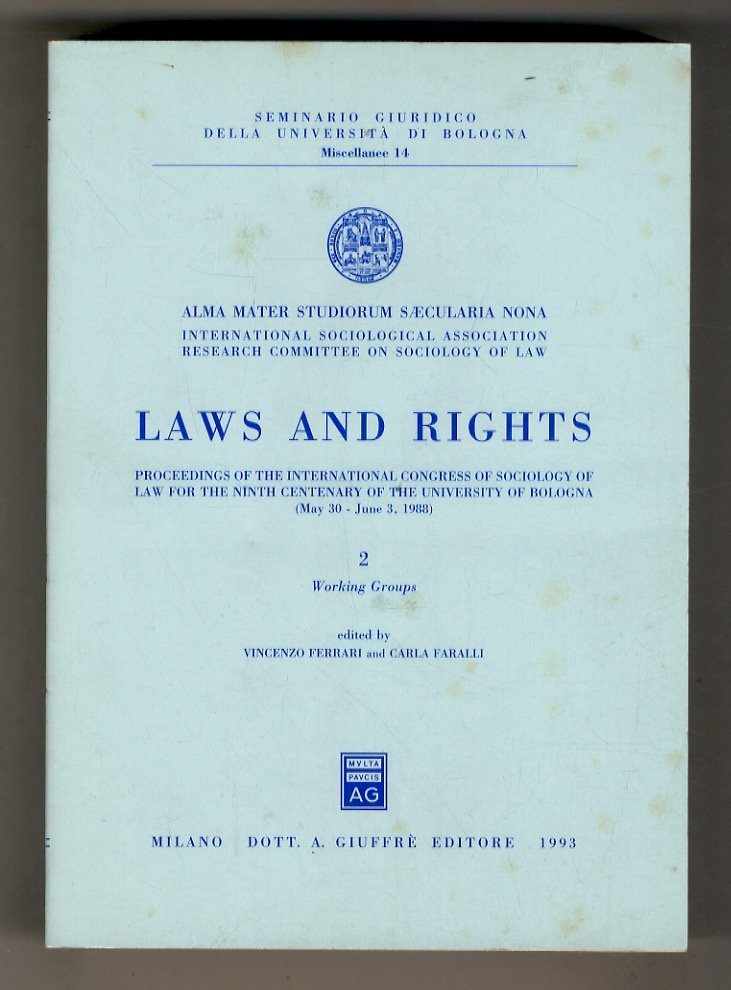 SEMINARIO GIURIDICO
DELLA UNIVERSITÀ DI BOLOGNA
Miscellanee 14
ALMA MATER STUDIORUM SÆCULARIA NONA
INTERNATIONAL SOCIOLOGICAL ASSOCIATION
RESEARCH COMMITTEE ON SOCIOLOGY OF LAW
LAWS AND RIGHTS
PROCEEDINGS OF THE INTERNATIONAL CONGRESS OF SOCIOLOGY OF
LAW FOR THE NINTH CENTENARY OF THE UNIVERSITY OF BOLOGNA
(May 30 - June 3, 1988)
2
Working Groups
edited by
VINCENZO FERRARI and CARLA FARALLI
MVLTA
PAVCIS
AG
MILANO DOTT. A. GIUFFRÈ EDITORE 1993